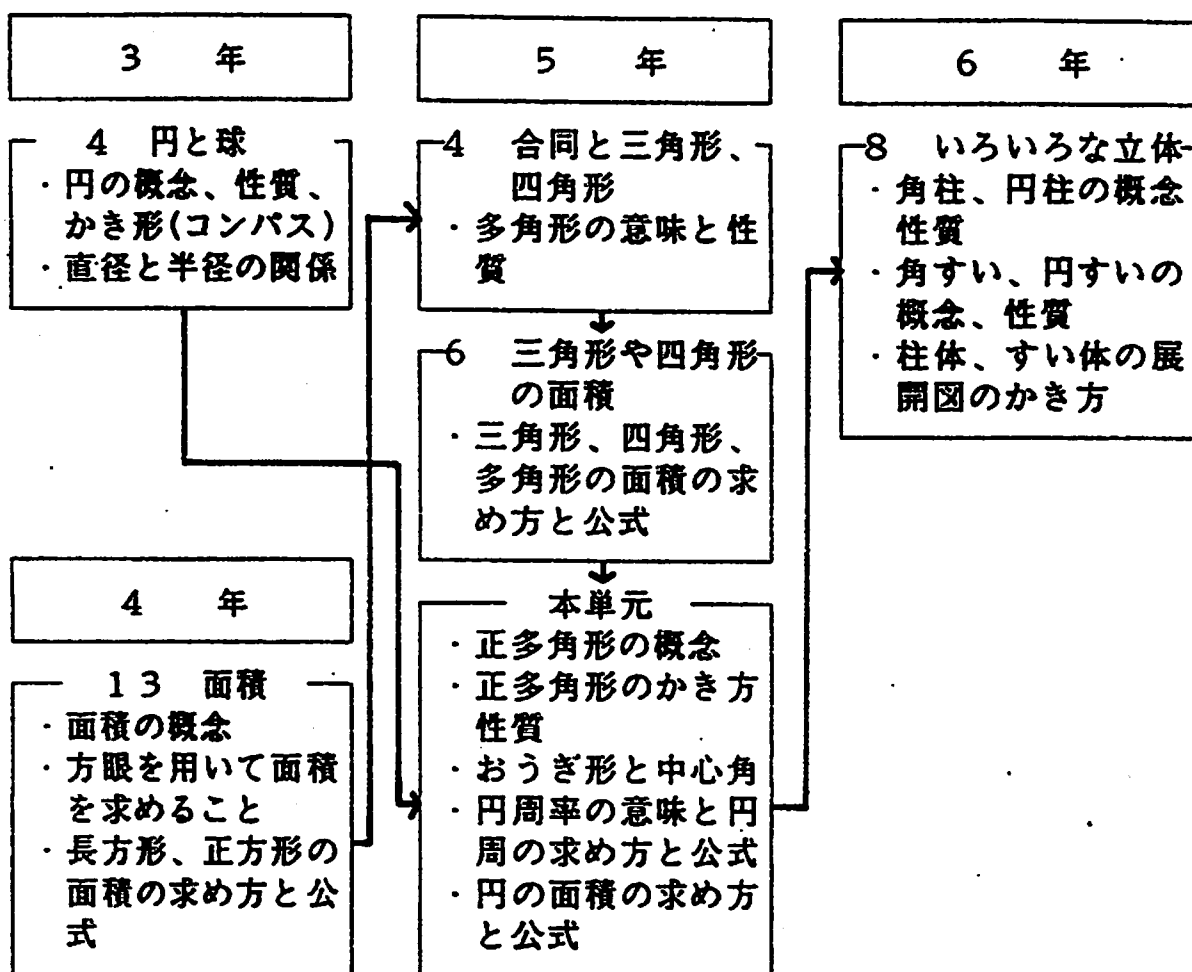 3 年
4 円と球
・円の概念、性質、
かき形(コンパス)
・直径と半径の関係
4 年
13 面積
・面積の概念
・方眼を用いて面積
を求めること
・長方形、正方形の
面積の求め方と公
式
5 年
4 合同と三角形、
四角形
・多角形の意味と性
質
6 三角形や四角形
の面積
・三角形、四角形、
多角形の面積の求
め方と公式
本単元
・正多角形の概念
・正多角形のかき方
性質
・おうぎ形と中心角
・円周率の意味と円
周の求め方と公式
・円の面積の求め方
と公式
6 年
8 いろいろな立体
・角柱、円柱の概念
性質
・角すい、円すいの
概念、性質
・柱体、すい体の展
開図のかき方